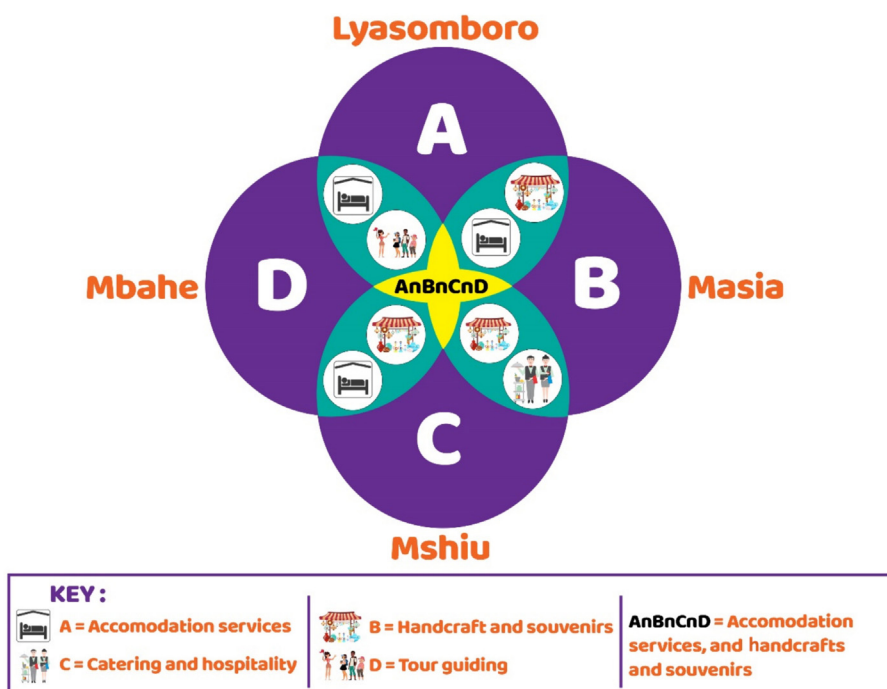 Lyasomboro
A
Mbahe
D
AnBnCnD
B
Masia
C
Mshiu
KEY:
A = Accomodation services
B = Handcraft and souvenirs
C = Catering and hospitality
D = Tour guiding
AnBnCnD = Accomodation
services, and handcrafts
and souvenirs